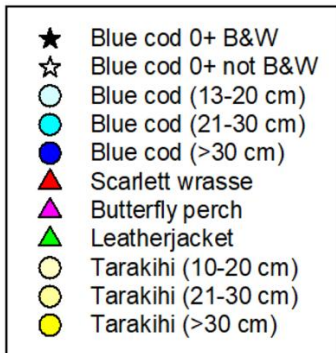 Blue cod 0+ B&W
Blue cod 0+ not B&W
Blue cod (13-20 cm)
Blue cod (21-30 cm)
Blue cod (>30 cm)
Scarlett wrasse
Butterfly perch
Leatherjacket
Tarakihi (10-20 cm)
Tarakihi (21-30 cm)
Tarakihi (>30 cm)